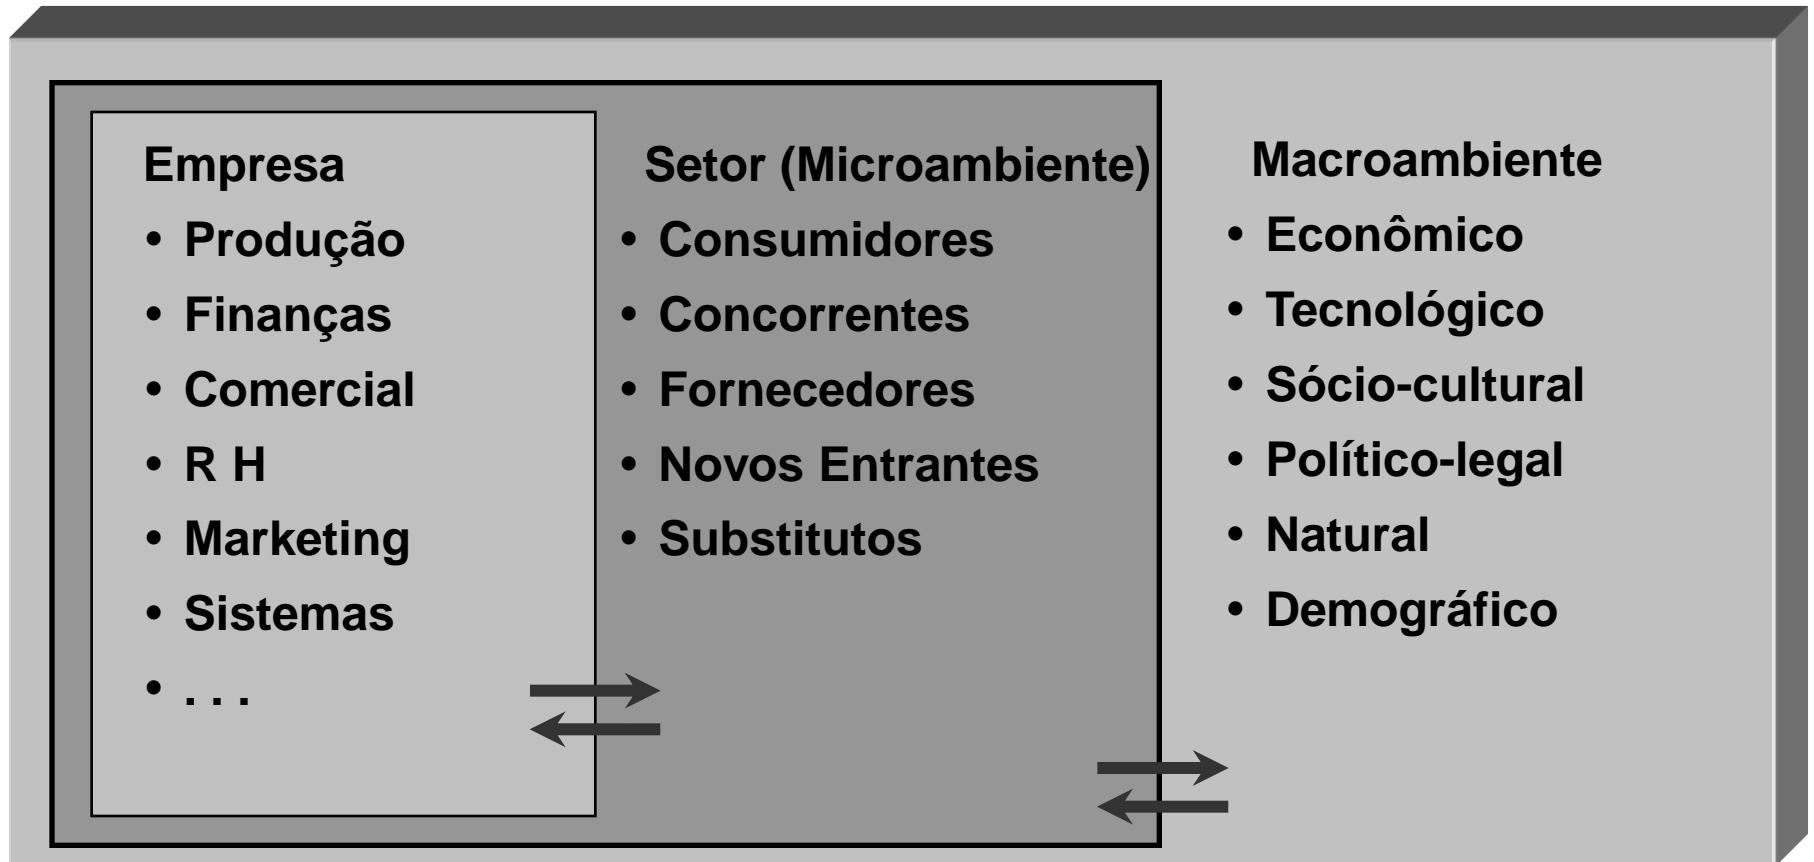 Empresa
• Produção
• Finanças
• Comercial
• R H
• Marketing
• Sistemas
• . . .
Setor (Microambiente)
• Consumidores
• Concorrentes
• Fornecedores
• Novos Entrantes
• Substitutos
Macroambiente
• Econômico
• Tecnológico
• Sócio-cultural
• Político-legal
• Natural
• Demográfico